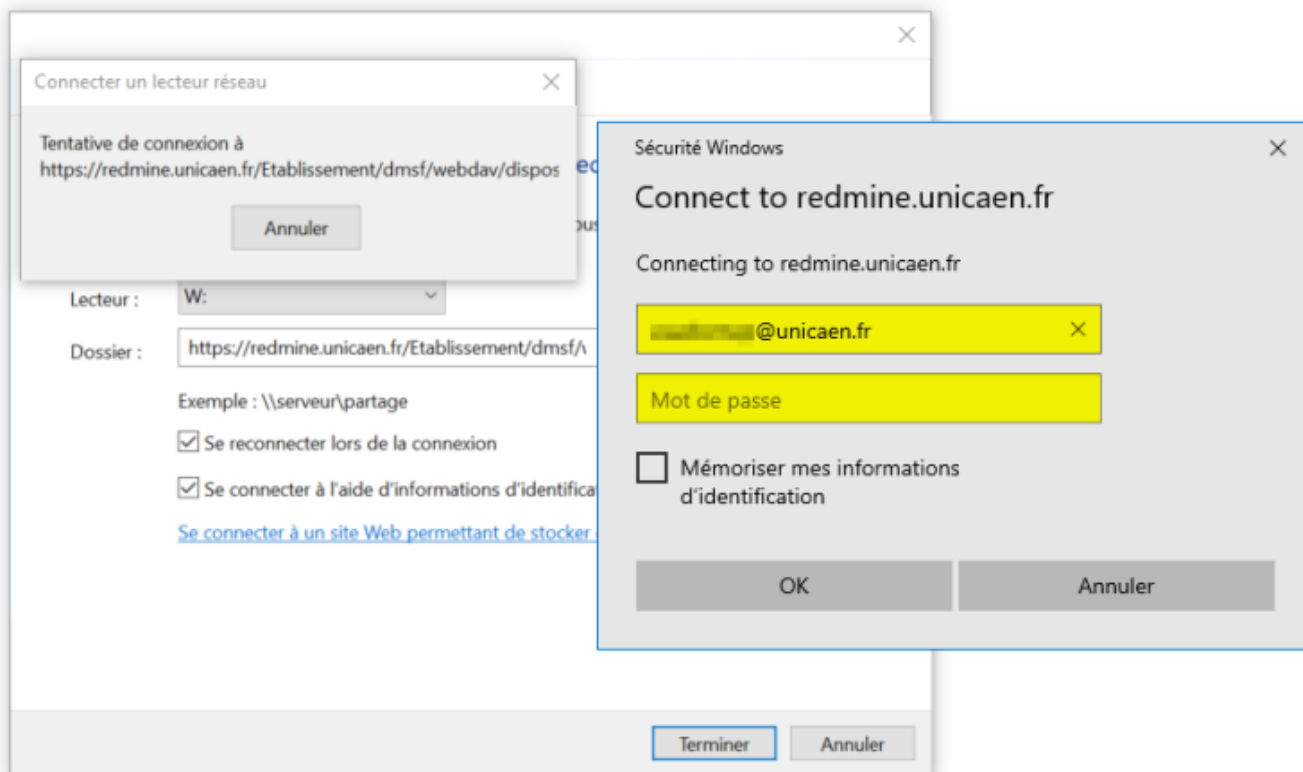 Connecter un lecteur réseau
Tentative de connexion à
https://redmine.unicaen.fr/Etablissement/dmsf/webdav/dispos
Annuler
Lecteur :
W:
Dossier :
https://redmine.unicaen.fr/Etablissement/dmsf/\
Exemple : \\serveur\partage
Se reconnecter lors de la connexion
Se connecter à l'aide d'informations
Se connecter à un site Web permettant de stocker
Terminer
Annuler
Sécurité Windows
Connect to redmine.unicaen.fr
Connecting to redmine.unicaen.fr
@unicaen.fr
Mot de passe
Mémoriser mes informations
d'identification
OK
Annuler